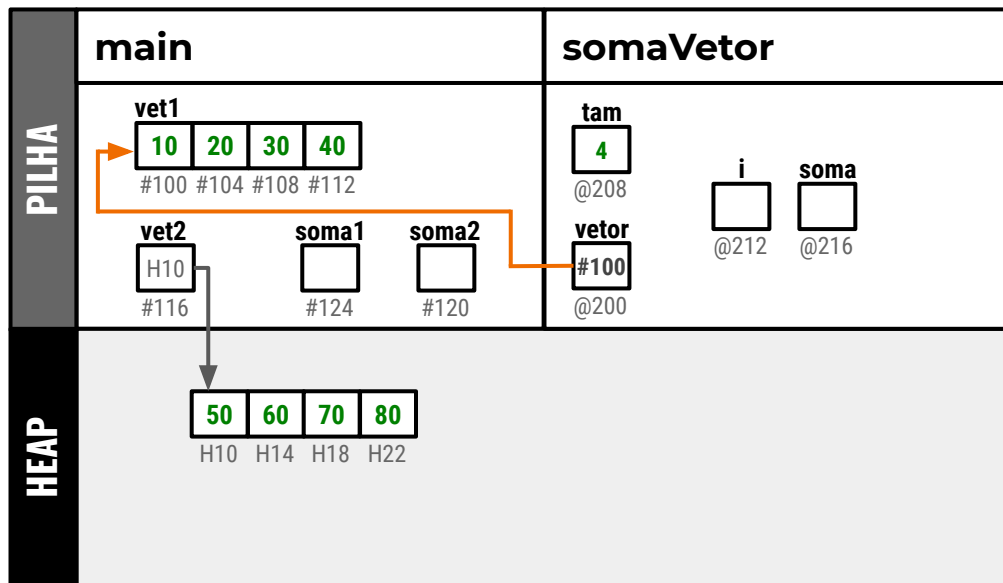 main
somaVetor
PILHA
vet1
10 20 30 40
#100 #104 #108 #112
vet2
H10
#116
soma1
#124
soma2
#120
tam
4
@208
vetor
#100
@200
i
@212
soma
@216
HEAP
50 60 70 80
H10 H14 H18 H22